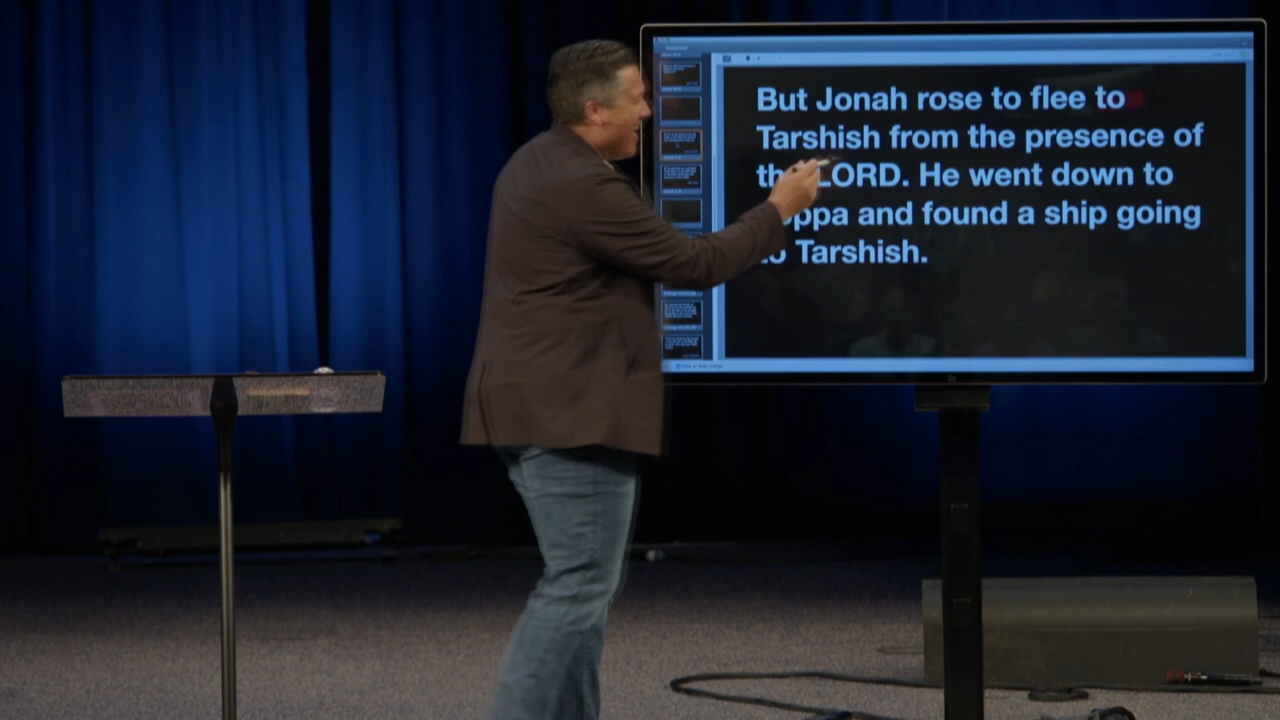 But Jonah rose to flee to
Tarshish from the presence of
LORD. He went down to
and found a ship going
Tarshish.